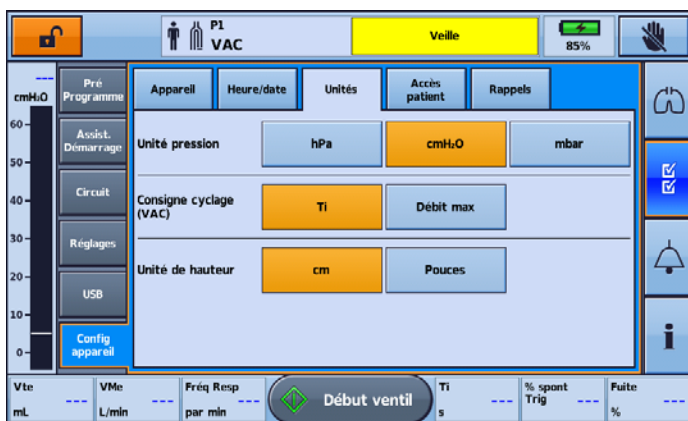 P1
VAC
Veille
85%
---
cmH₂O
60
50
40
30
20
10
0
Pré
Programme
Assist.
Démarrage
Circuit
Réglages
USB
Config
appareil
Appareil
Heure/date
Unités
Accès
patient
Rappels
Unité pression
hPa
cmH₂O
mbar
Consigne cyclage
(VAC)
Ti
Débit max
Unité de hauteur
cm
Pouces
Vte
---
mL
VMe
---
L/min
Fréq Resp
---
par min
Début ventil
Ti
---
s
% spont
Trig
---
Fuite
---
%